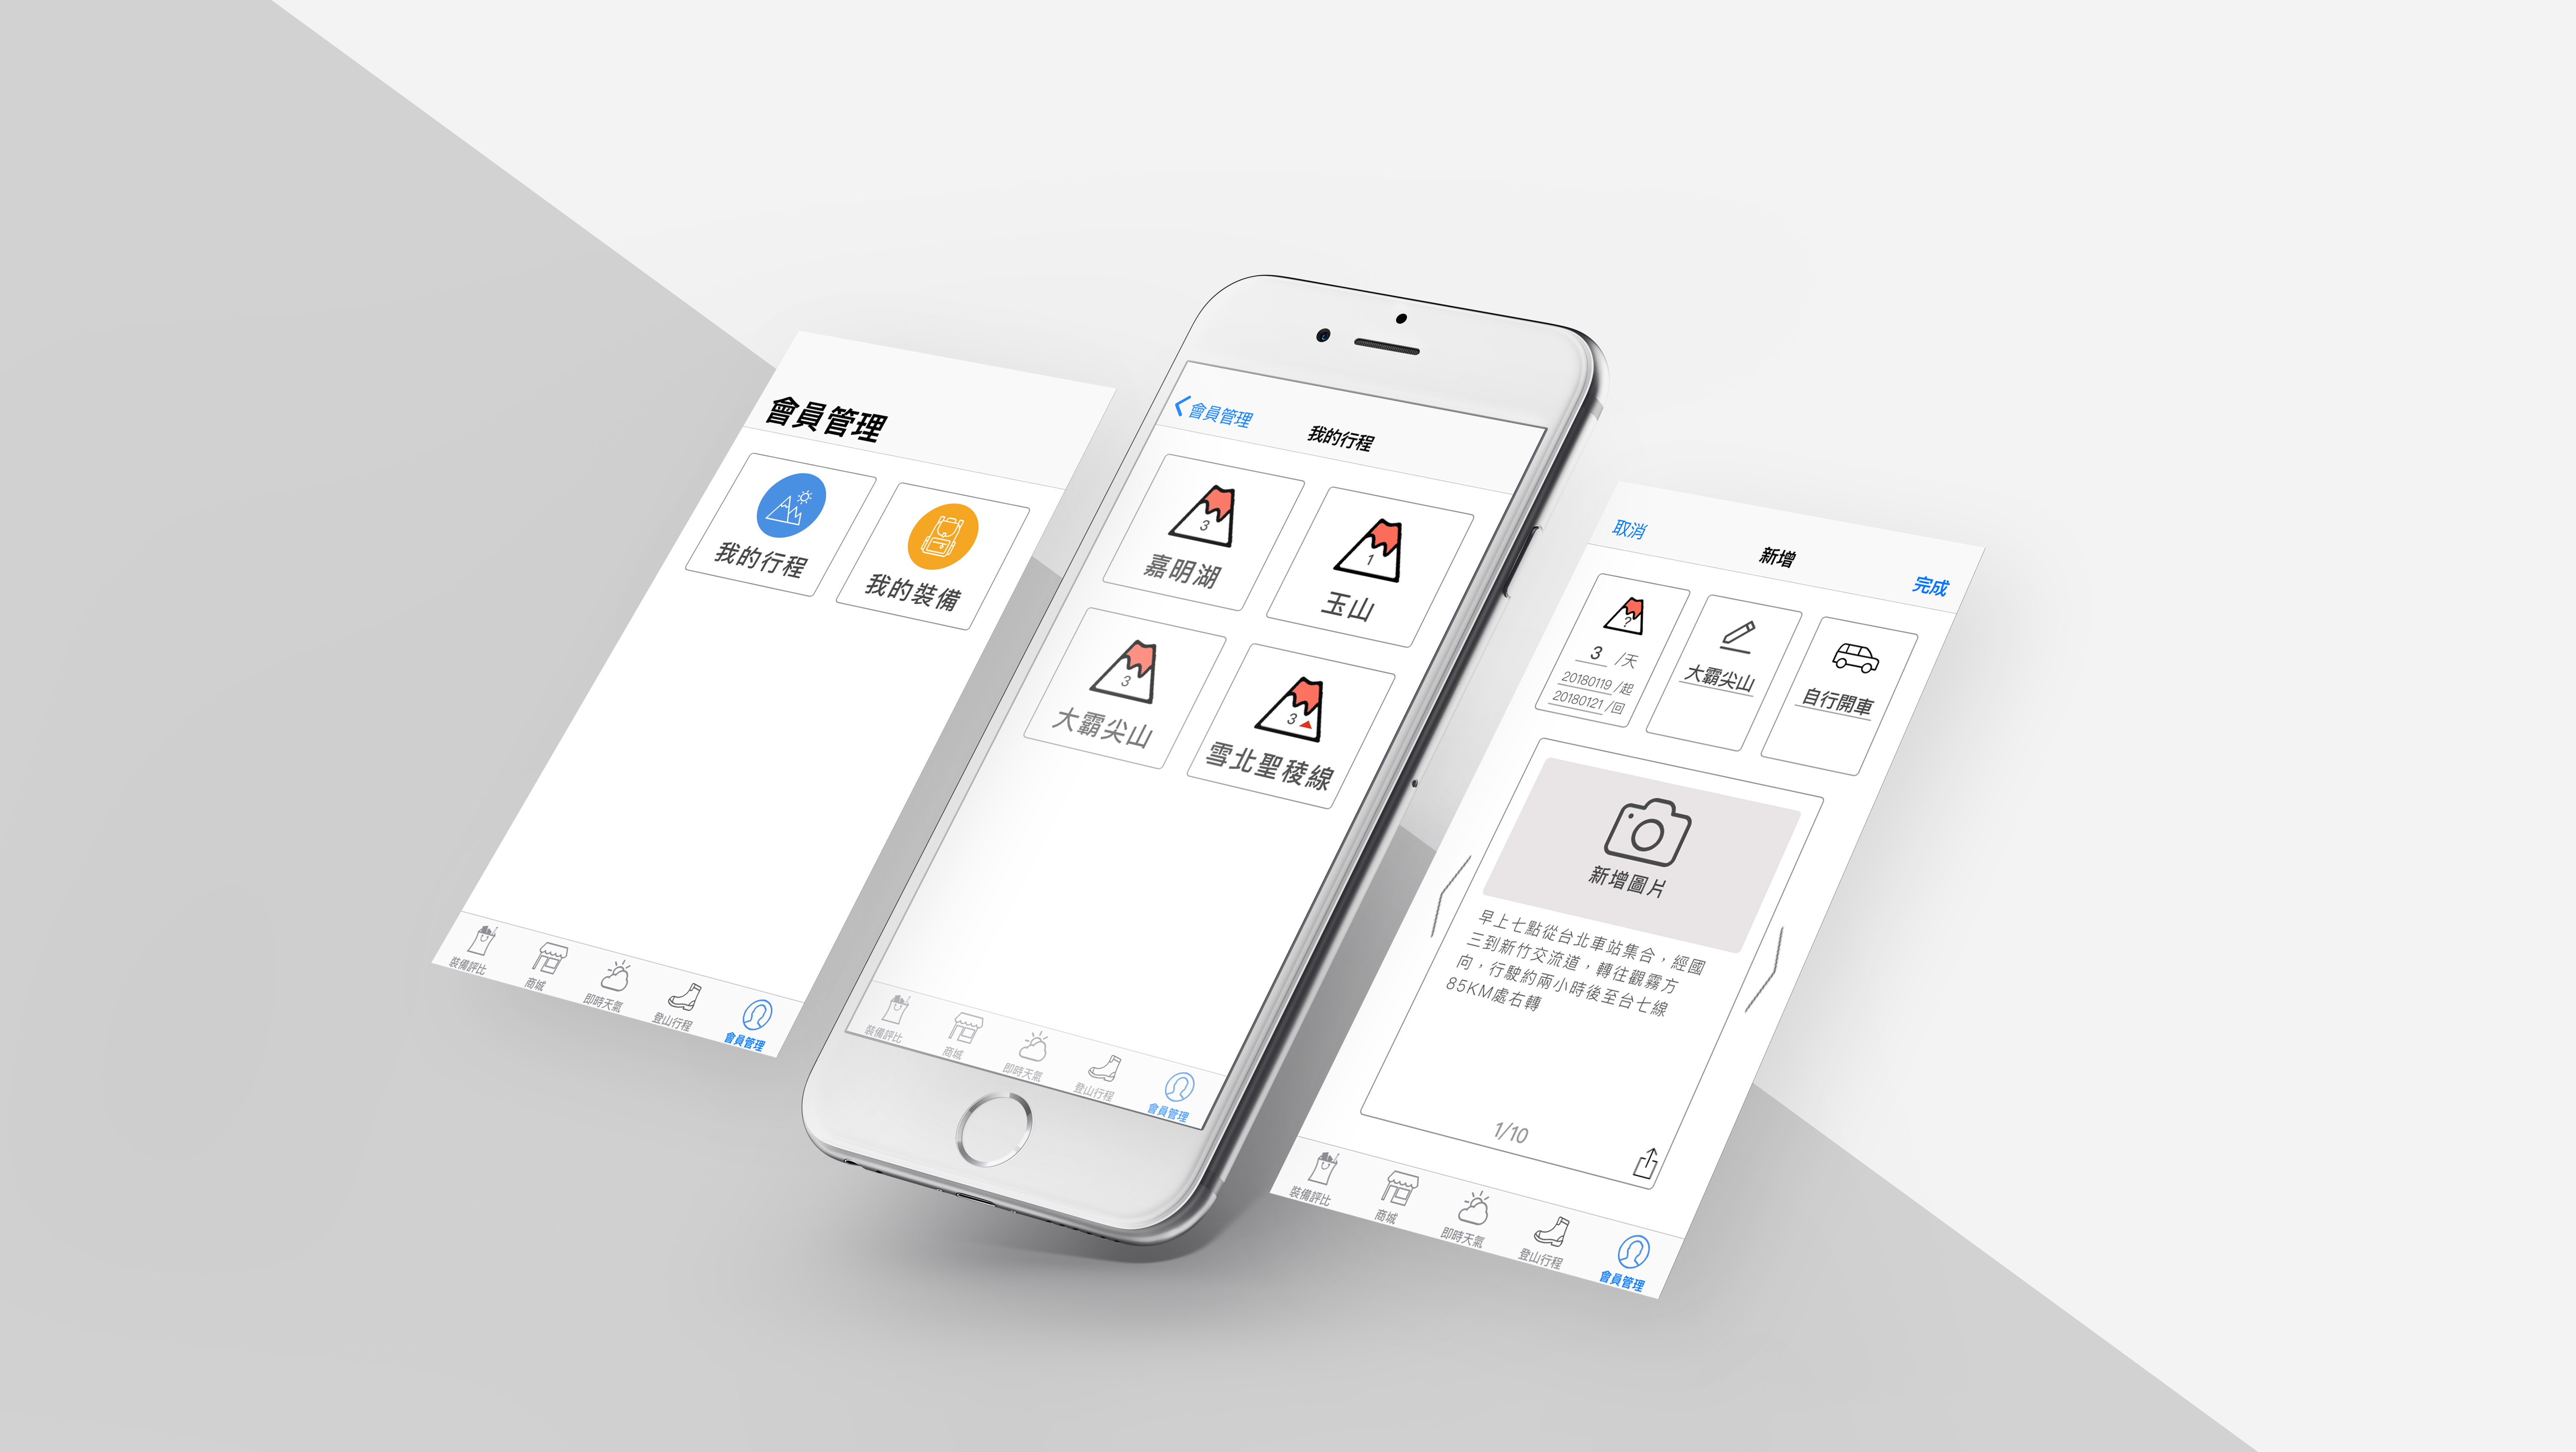 會員管理
我的行程
我的裝備
裝備評比
商城
即時天氣
登山行程
會員管理
會員管理
我的行程
3
嘉明湖
1
玉山
3
大霸尖山
3
雪北聖稜線
裝備評比
商城
即時天氣
登山行程
會員管理
取消
新增
完成
?
3 /天
20180119 /起
20180121 /回
大霸尖山
自行開車
新增圖片
早上七點從台北車站集合，經國
三到新竹交流道，轉往觀霧方
向，行駛約兩小時後至台七線
85KM處右轉
1/10
裝備評比
商城
即時天氣
登山行程
會員管理